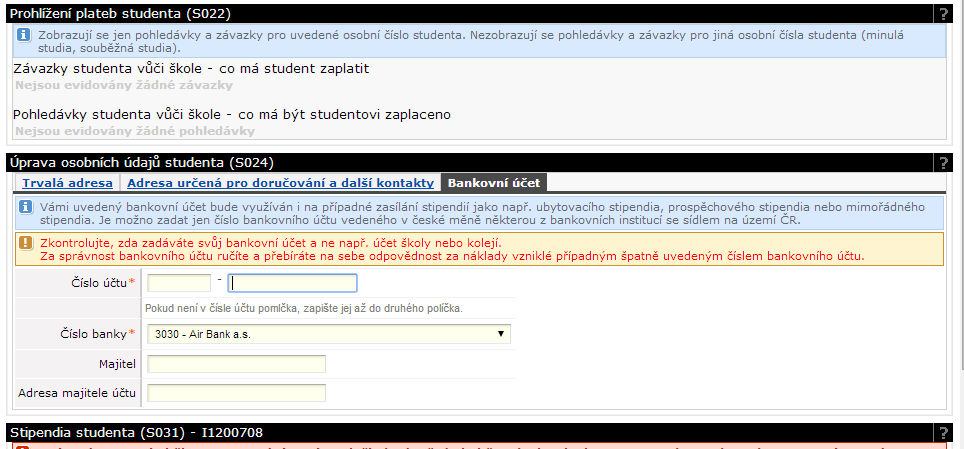 Prohlížení plateb studenta (S022) ?
Zobrazují se jen pohledávky a závazky pro uvedené osobní číslo studenta. Nezobrazují se pohledávky a závazky pro jiná osobní čísla studenta (minulá
studia, souběžná studia).
Závazky studenta vůči škole - co má student zaplatit
Nejsou evidovány žádné závazky
Pohledávky studenta vůči škole - co má být studentovi zaplaceno
Nejsou evidovány žádné pohledávky
Úprava osobních údajů studenta (S024) ?
Trvalá adresa Adresa určená pro doručování a další kontakty Bankovní účet
Vámi uvedený bankovní účet bude využíván i na případné zasílání stipendií jako např. ubytovacího stipendia, prospěchového stipendia nebo mimořádného
stipendia. Je možno zadat jen číslo bankovního účtu vedeného v české měně některou z bankovních institucí se sídlem na území ČR.
Zkontrolujte, zda zadáváte svůj bankovní účet a ne např. účet školy nebo kolejí.
Za správnost bankovního účtu ručíte a přebíráte na sebe odpovědnost za náklady vzniklé případným špatně uvedeným číslem bankovního účtu.
Číslo účtu* -
Pokud není v čísle účtu pomlčka, zapište jej až do druhého políčka.
Číslo banky* 3030 - Air Bank a.s.
Majitel
Adresa majitele účtu
Stipendia studenta (S031) - I1200708 ?